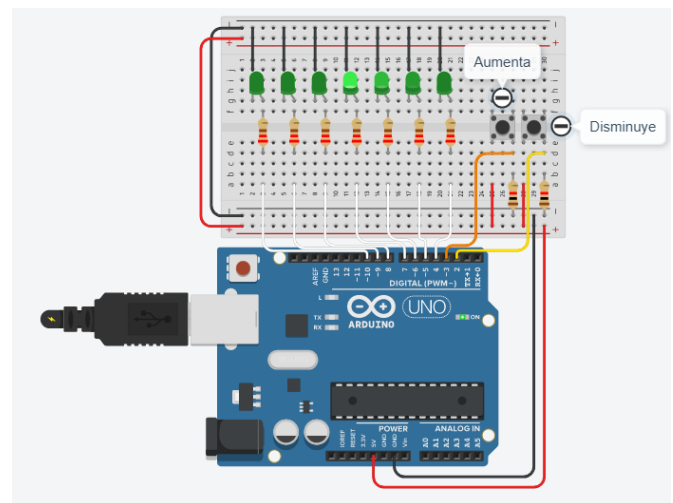 Aumenta
Disminuye
j
i
h
g
f
e
d
c
b
a
AREF
GND
13
12
~11
~10
~9
8
7
~6
~5
4
~3
2
TX→1
RX←0
DIGITAL (PWM~)
L
TX
RX
ARDUINO
UNO
ON
POWER
ANALOG IN
IOREF
RESET
3.3V
5V
GND
GND
Vin
A0
A1
A2
A3
A4
A5